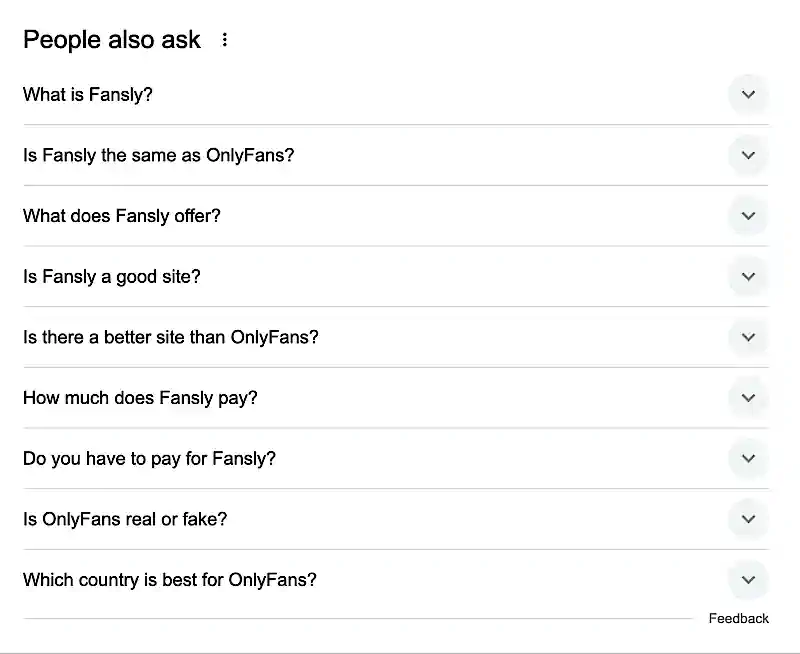 People also ask
What is Fansly?
Is Fansly the same as OnlyFans?
What does Fansly offer?
Is Fansly a good site?
Is there a better site than OnlyFans?
How much does Fansly pay?
Do you have to pay for Fansly?
Is OnlyFans real or fake?
Which country is best for OnlyFans?
Feedback